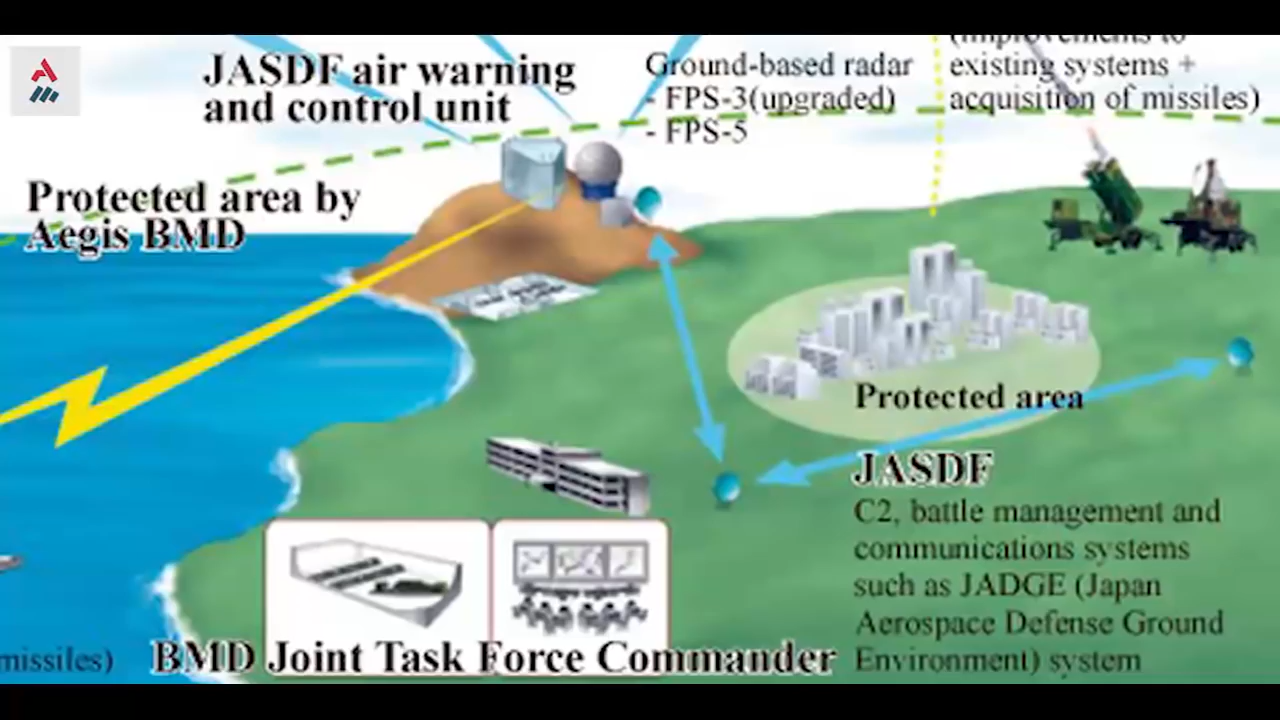 JASDF air warning
and control unit
Ground-based radar
- FPS-3(upgraded)
- FPS-5
(improvements to
existing systems +
acquisition of missiles)
Protected area by
Aegis BMD
Protected area
JASDF
C2, battle management and
communications systems
such as JADGE (Japan
Aerospace Defense Ground
Environment) system
missiles)
BMD Joint Task Force Commander